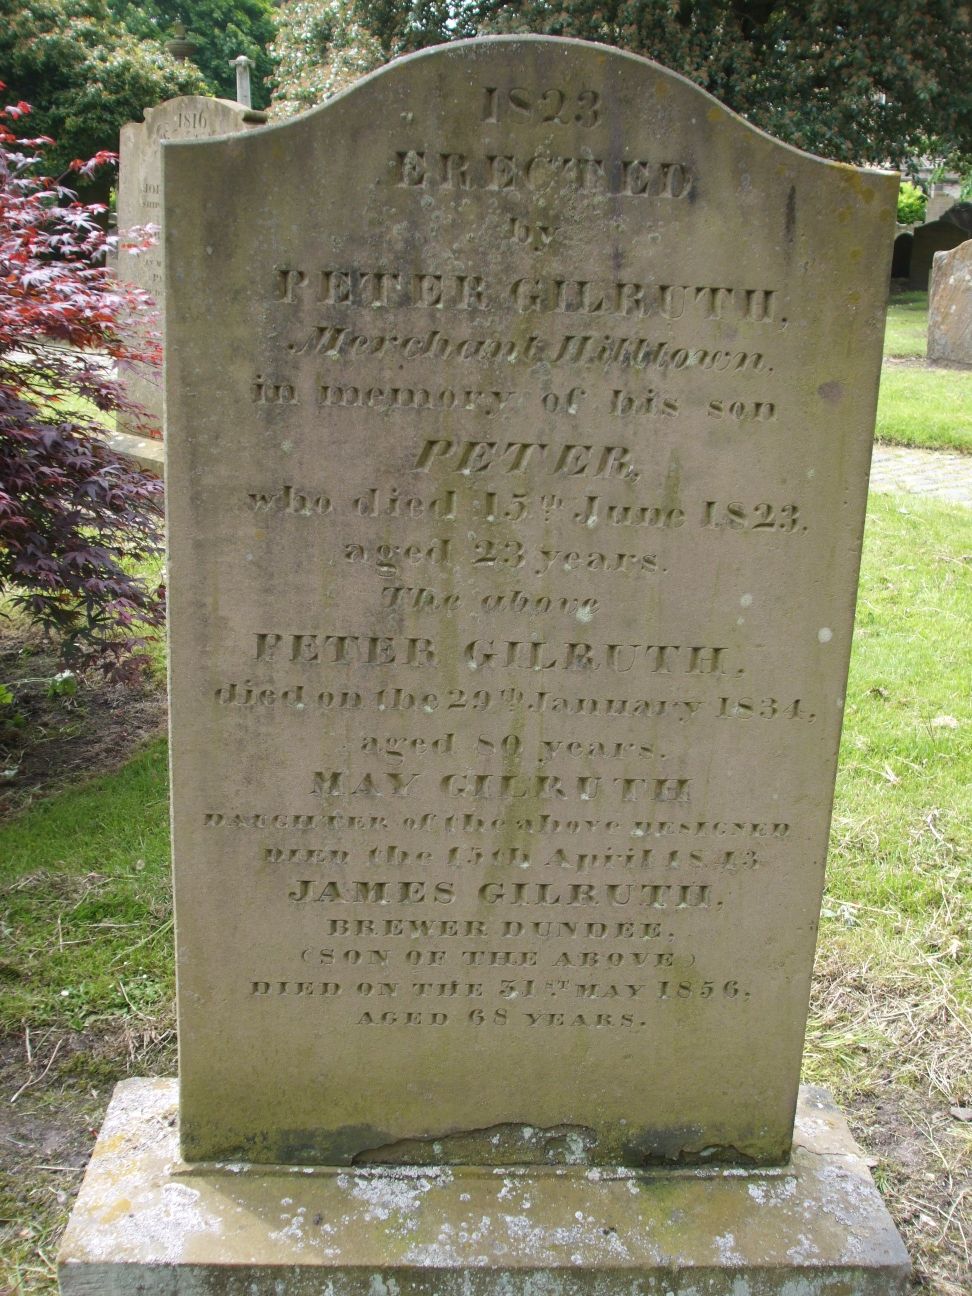 1823
ERECTED
by
PETER GILRUTH,
Merchant Hilltown.
in memory of his son
PETER,
who died 15th June 1823.
aged 23 years.
The above
PETER GILRUTH.
died on the 29th January 1834,
aged 80 years.
MAY GILRUTH
DAUGHTER of the above DESIGNED
DIED the 15th April 1843
JAMES GILRUTH,
BREWER DUNDEE,
(SON OF THE ABOVE)
DIED ON THE 31ST MAY 1856.
AGED 68 YEARS.
1816